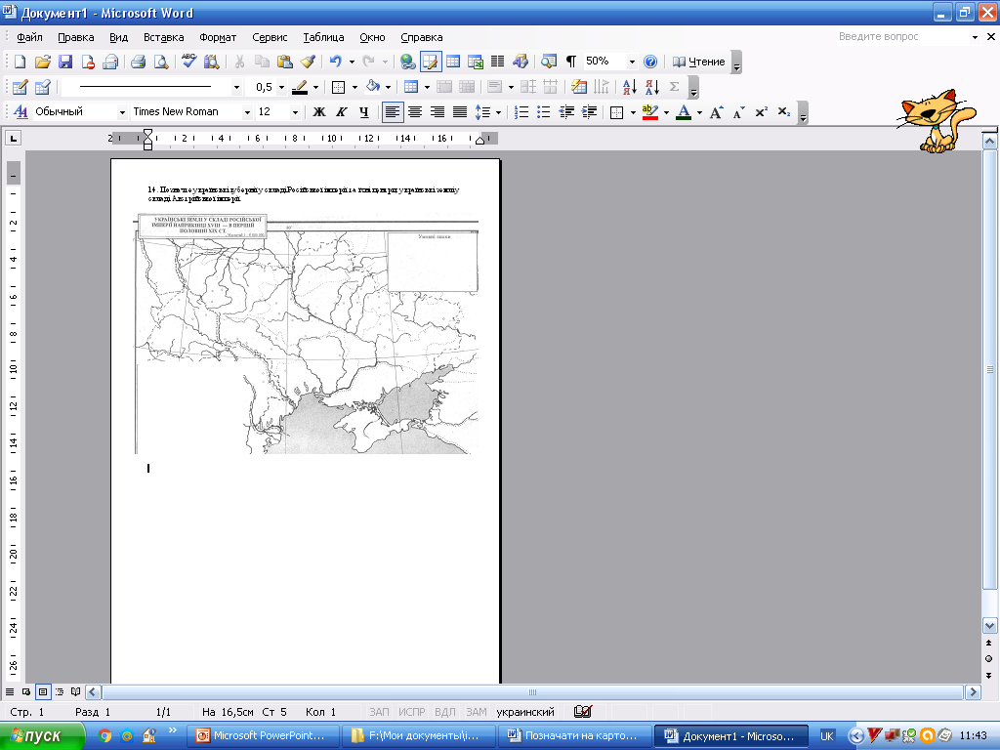 Документ1 - Microsoft Word
Файл Правка Вид Вставка Формат Сервис Таблица Окно Справка Введите вопрос
50% Чтение
0,5
Обычный Times New Roman 12 Ж К Ч
2 2 4 6 8 10 12 14 16
14. Позначте українські губернії у складі Російської імперії та
складі Австрійської імперії
УКРАЇНСЬКІ ЗЕМЛІ У СКЛАДІ РОСІЙСЬКОЇ
ІМПЕРІЇ НАПРИКІНЦІ XVIII — В ПЕРШІЙ
ПОЛОВИНІ XIX СТ.
Умовні знаки
2
4
6
8
10
12
14
16
18
20
22
24
26
Стр. 1 Разд 1 1/1 На 16,5см Ст 5 Кол 1 ЗАП ИСПР ВДЛ ЗАМ украинский
пуск Microsoft PowerPoint... F:\Мои документы\i... Позначати на карто... Документ1 - Microso... UK 11:43